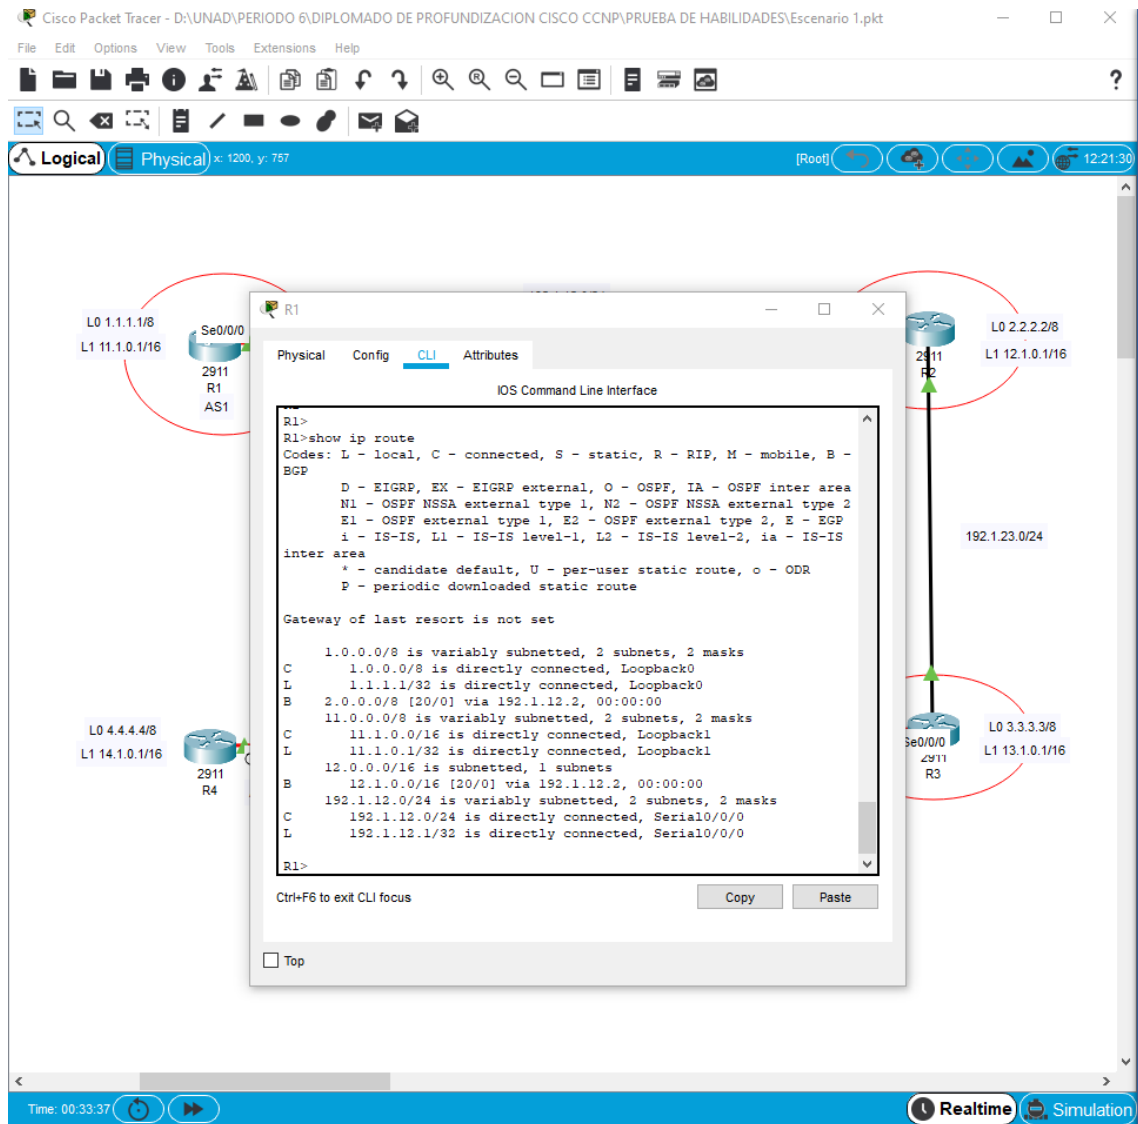 Cisco Packet Tracer - D:\UNAD\PERIODO 6\DIPLOMADO DE PROFUNDIZACION CISCO CCNP\PRUEBA DE HABILIDADES\Escenario 1.pkt
File Edit Options View Tools Extensions Help
?
Logical Physical x: 1200, y: 757 [Root] 12:21:30
L0 1.1.1.1/8
L1 11.1.0.1/16
Se0/0/0
2911
R1
AS1
L0 2.2.2.2/8
L1 12.1.0.1/16
2911
R2
192.1.23.0/24
L0 4.4.4.4/8
L1 14.1.0.1/16
2911
R4
L0 3.3.3.3/8
L1 13.1.0.1/16
Se0/0/0
2911
R3
R1
Physical Config CLI Attributes
IOS Command Line Interface
R1>
R1>show ip route
Codes: L - local, C - connected, S - static, R - RIP, M - mobile, B -
BGP
D - EIGRP, EX - EIGRP external, O - OSPF, IA - OSPF inter area
N1 - OSPF NSSA external type 1, N2 - OSPF NSSA external type 2
E1 - OSPF external type 1, E2 - OSPF external type 2, E - EGP
i - IS-IS, L1 - IS-IS level-1, L2 - IS-IS level-2, ia - IS-IS
inter area
* - candidate default, U - per-user static route, o - ODR
P - periodic downloaded static route
Gateway of last resort is not set
1.0.0.0/8 is variably subnetted, 2 subnets, 2 masks
C 1.0.0.0/8 is directly connected, Loopback0
L 1.1.1.1/32 is directly connected, Loopback0
B 2.0.0.0/8 [20/0] via 192.1.12.2, 00:00:00
11.0.0.0/8 is variably subnetted, 2 subnets, 2 masks
C 11.1.0.0/16 is directly connected, Loopback1
L 11.1.0.1/32 is directly connected, Loopback1
12.0.0.0/16 is subnetted, 1 subnets
B 12.1.0.0/16 [20/0] via 192.1.12.2, 00:00:00
192.1.12.0/24 is variably subnetted, 2 subnets, 2 masks
C 192.1.12.0/24 is directly connected, Serial0/0/0
L 192.1.12.1/32 is directly connected, Serial0/0/0
R1>
Ctrl+F6 to exit CLI focus
Copy Paste
Top
Time: 00:33:37 Realtime Simulation